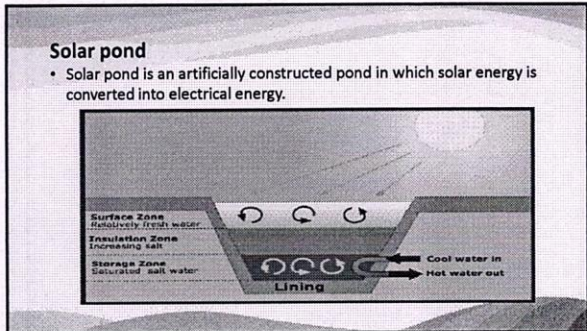 Solar pond
• Solar pond is an artificially constructed pond in which solar energy is
converted into electrical energy.
Surface Zone
Relatively fresh water
Insulation Zone
Increasing salt
Storage Zone
Saturated salt water
Cool water in
Hot water out
Lining